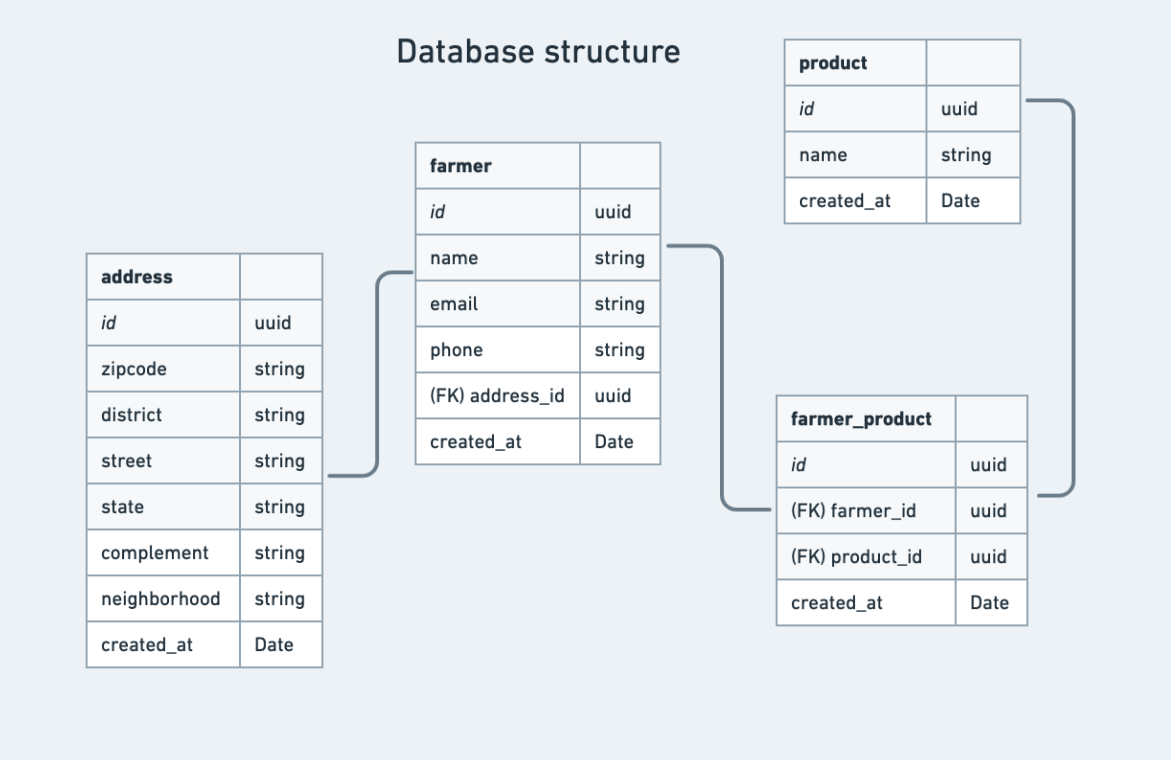 Database structure
product
id uuid
name string
created_at Date
farmer
id uuid
name string
email string
phone string
(FK) address_id uuid
created_at Date
address
id uuid
zipcode string
district string
street string
state string
complement string
neighborhood string
created_at Date
farmer_product
id uuid
(FK) farmer_id uuid
(FK) product_id uuid
created_at Date